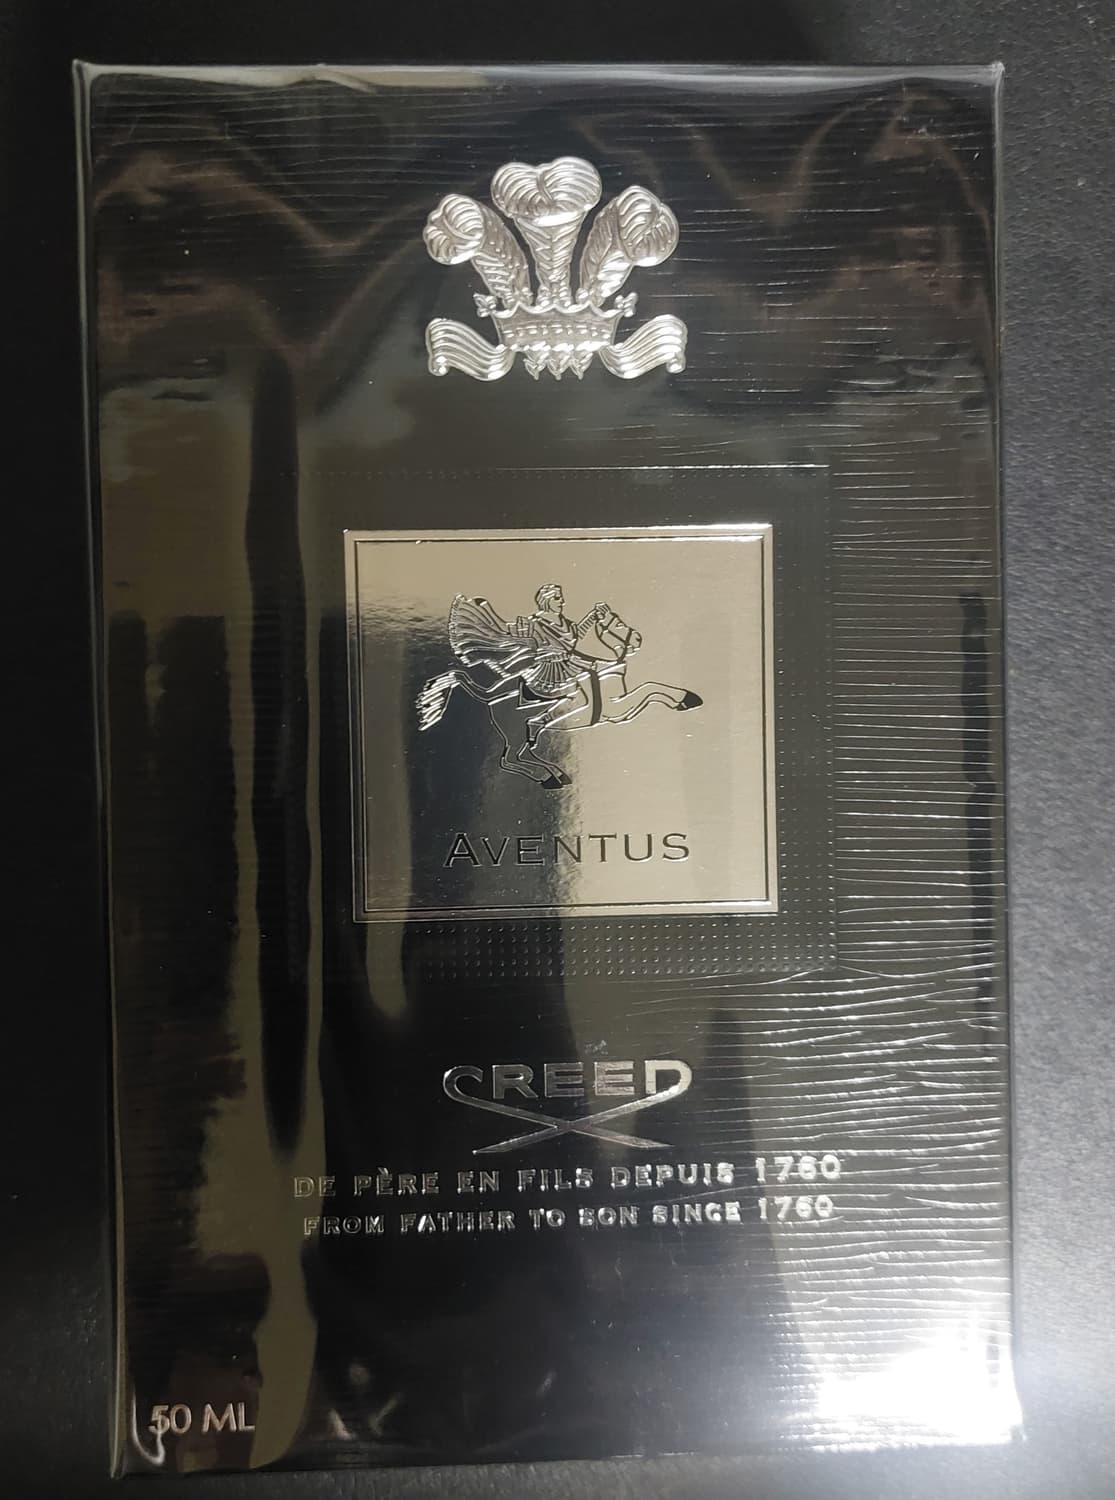 AVENTUS
CREED
DE PÈRE EN FILS DEPUIS 1760
FROM FATHER TO SON SINCE 1760
50 ML